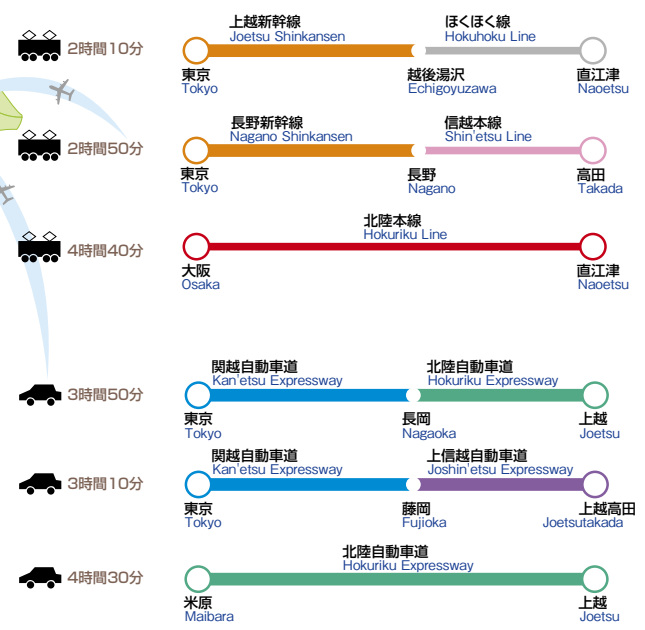 上越新幹線 ほくほく線
Joetsu Shinkansen Hokuhoku Line
2時間10分
東京 越後湯沢 直江津
Tokyo Echigoyuzawa Naoetsu
長野新幹線 信越本線
Nagano Shinkansen Shin'etsu Line
2時間50分
東京 長野 高田
Tokyo Nagano Takada
北陸本線
Hokuriku Line
4時間40分
大阪 直江津
Osaka Naoetsu
関越自動車道 北陸自動車道
Kan'etsu Expressway Hokuriku Expressway
3時間50分
東京 長岡 上越
Tokyo Nagaoka Joetsu
関越自動車道 上信越自動車道
Kan'etsu Expressway Joshin'etsu Expressway
3時間10分
東京 藤岡 上越高田
Tokyo Fujioka Joetsutakada
北陸自動車道
Hokuriku Expressway
4時間30分
米原 上越
Maibara Joetsu